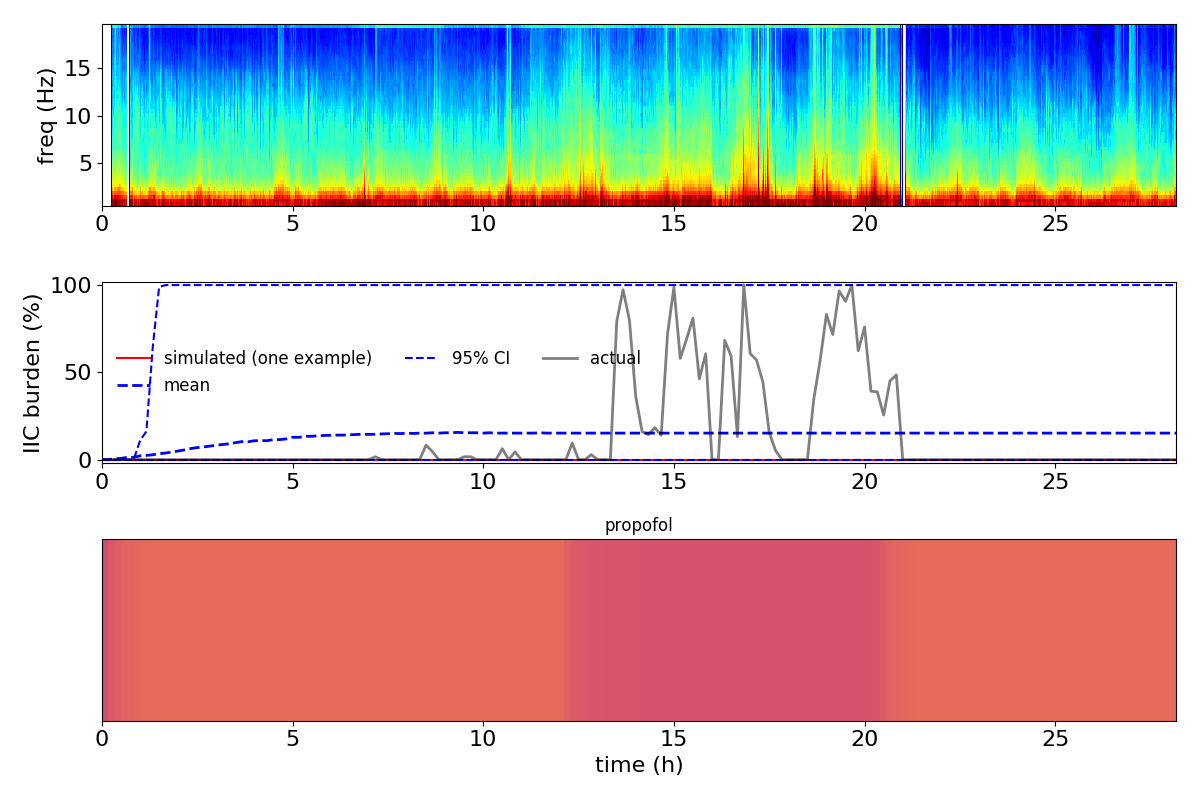 freq (Hz)
15
10
5
0 5 10 15 20 25
IIC burden (%)
100
50
0
simulated (one example) 95% CI actual
mean
0 5 10 15 20 25
propofol
0 5 10 15 20 25
time (h)